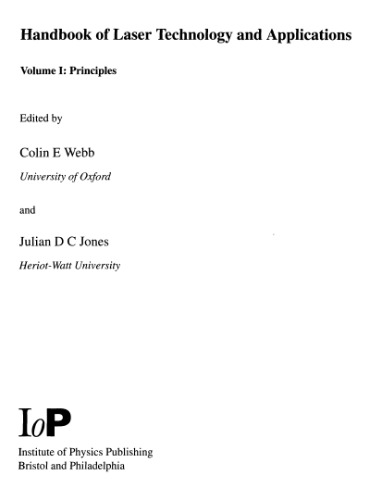 Handbook of Laser Technology and Applications
Volume I: Principles
Edited by
Colin E Webb
University of Oxford
and
Julian D C Jones
Heriot-Watt University
IoP
Institute of Physics Publishing
Bristol and Philadelphia